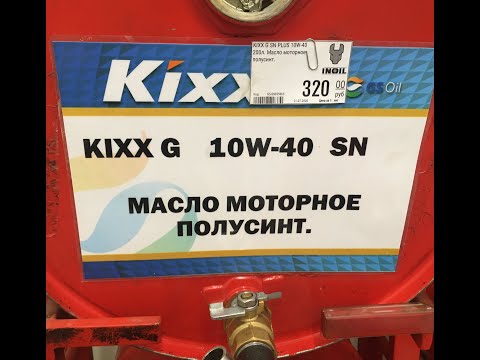 Kixx
GS Oil
KIXX G SN PLUS 10W-40
200л. Масло моторное
полусинт.
INOIL
320 00
руб
KIXX G 10W-40 SN
МАСЛО МОТОРНОЕ
ПОЛУСИНТ.